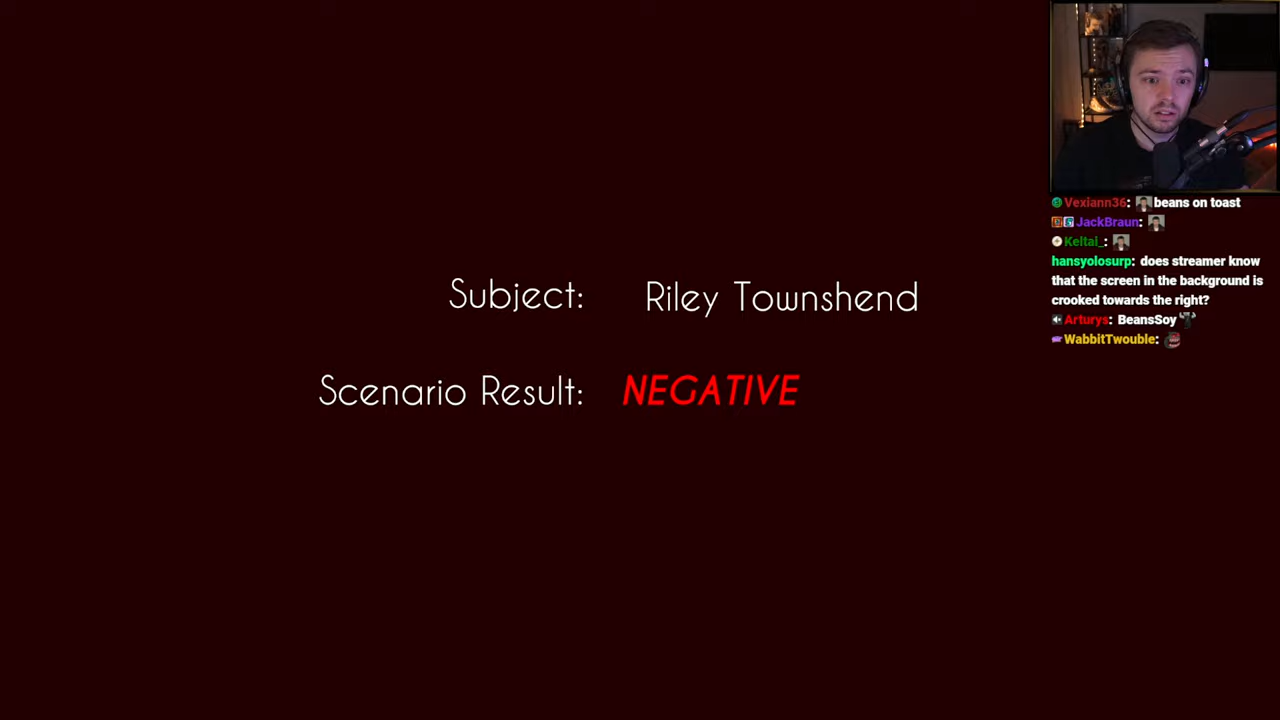 Subject: Riley Townshend
Scenario Result: NEGATIVE
Vexiann36: beans on toast
JackBraun:
Keltai_:
hansyolosurp: does streamer know
that the screen in the background is
crooked towards the right?
Arturys: BeansSoy
WabbitTwouble: